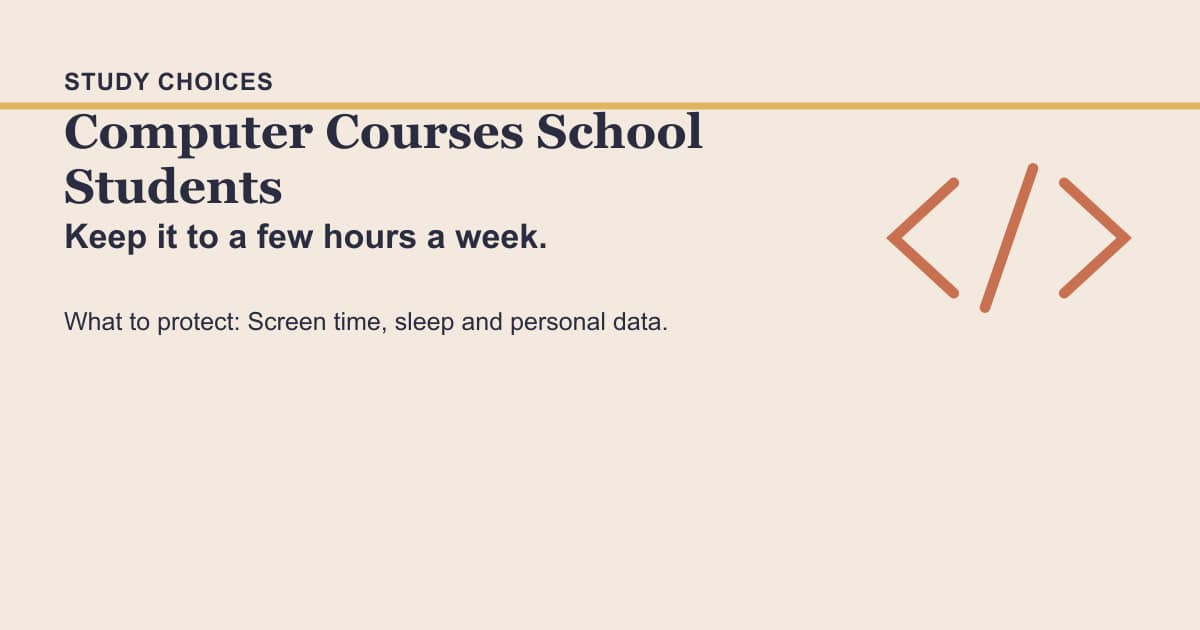 STUDY CHOICES
Computer Courses School
Students
Keep it to a few hours a week.
What to protect: Screen time, sleep and personal data.